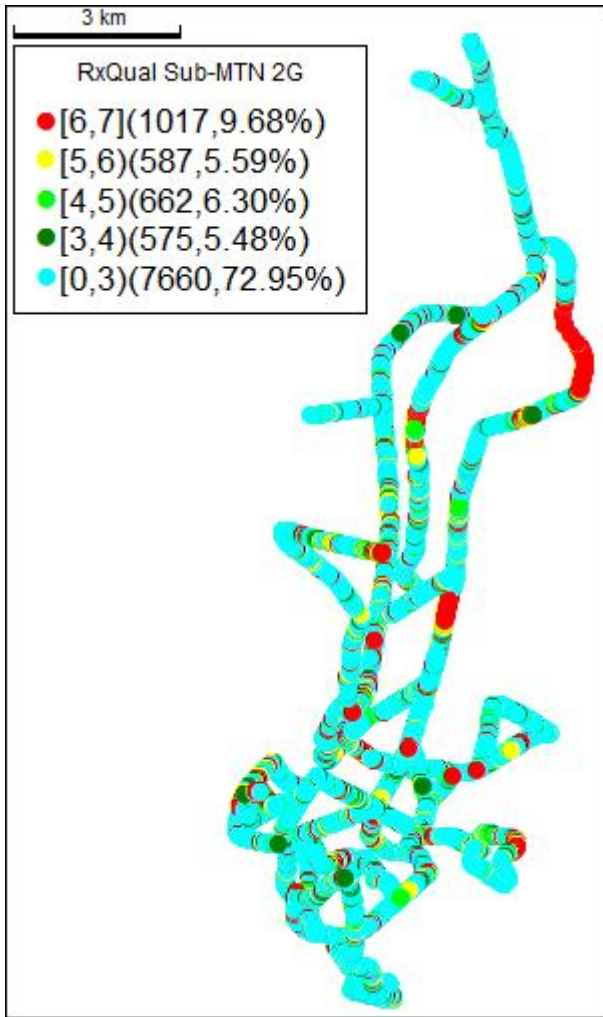 3 km
RxQual Sub-MTN 2G
[6,7](1017,9.68%)
[5,6)(587,5.59%)
[4,5)(662,6.30%)
[3,4)(575,5.48%)
[0,3)(7660,72.95%)